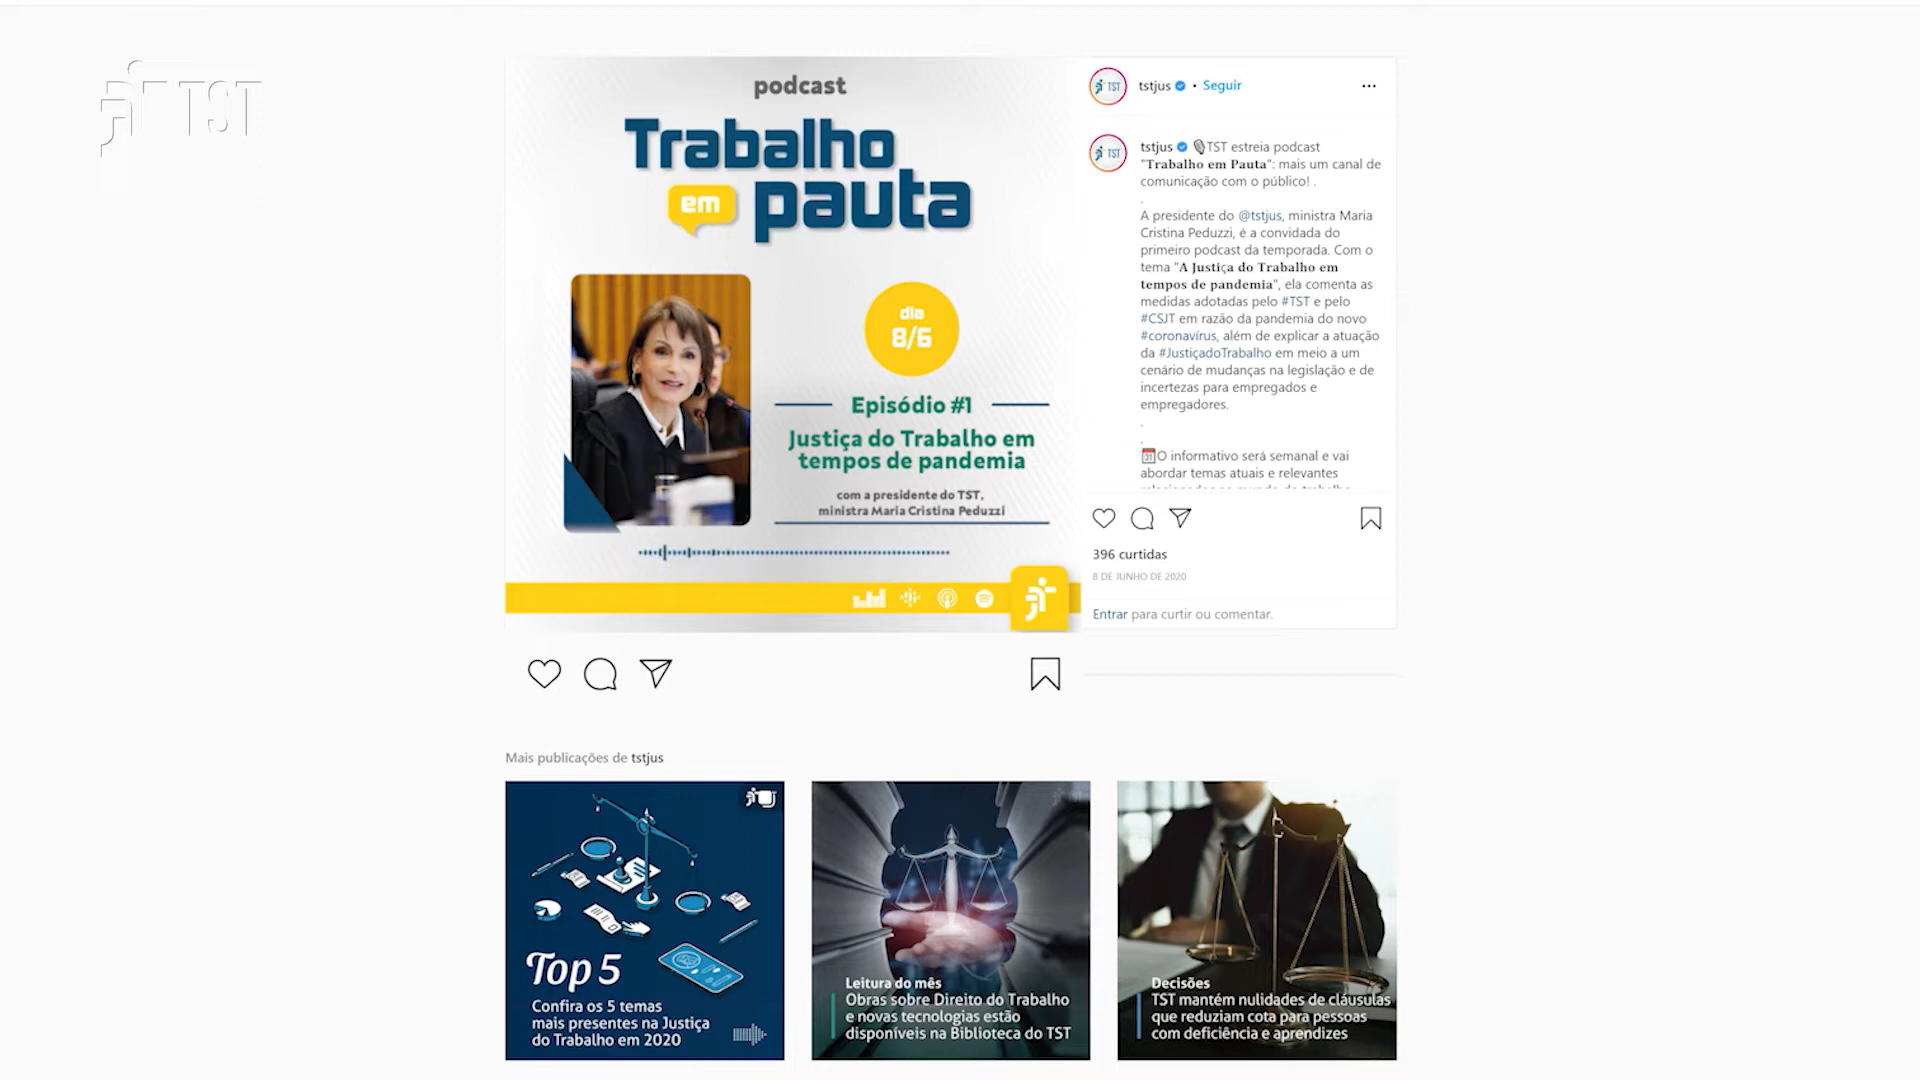 TST
podcast
Trabalho
em pauta
dia
8/6
Episódio #1
Justiça do Trabalho em
tempos de pandemia
com a presidente do TST,
ministra Maria Cristina Peduzzi
TST
tstjus • Seguir
TST
tstjus TST estreia podcast
"Trabalho em Pauta": mais um canal de
comunicação com o público! .
.
A presidente do @tstjus, ministra Maria
Cristina Peduzzi, é a convidada do
primeiro podcast da temporada. Com o
tema "A Justiça do Trabalho em
tempos de pandemia", ela comenta as
medidas adotadas pelo #TST e pelo
#CSJT em razão da pandemia do novo
#coronavírus, além de explicar a atuação
da #JustiçadoTrabalho em meio a um
cenário de mudanças na legislação e de
incertezas para empregados e
empregadores.
.
.
O informativo será semanal e vai
abordar temas atuais e relevantes
396 curtidas
8 DE JUNHO DE 2020
Entrar para curtir ou comentar.
Mais publicações de tstjus
Top 5
Confira os 5 temas
mais presentes na Justiça
do Trabalho em 2020
Leitura do mês
Obras sobre Direito do Trabalho
e novas tecnologias estão
disponíveis na Biblioteca do TST
Decisões
TST mantém nulidades de cláusulas
que reduziam cota para pessoas
com deficiência e aprendizes